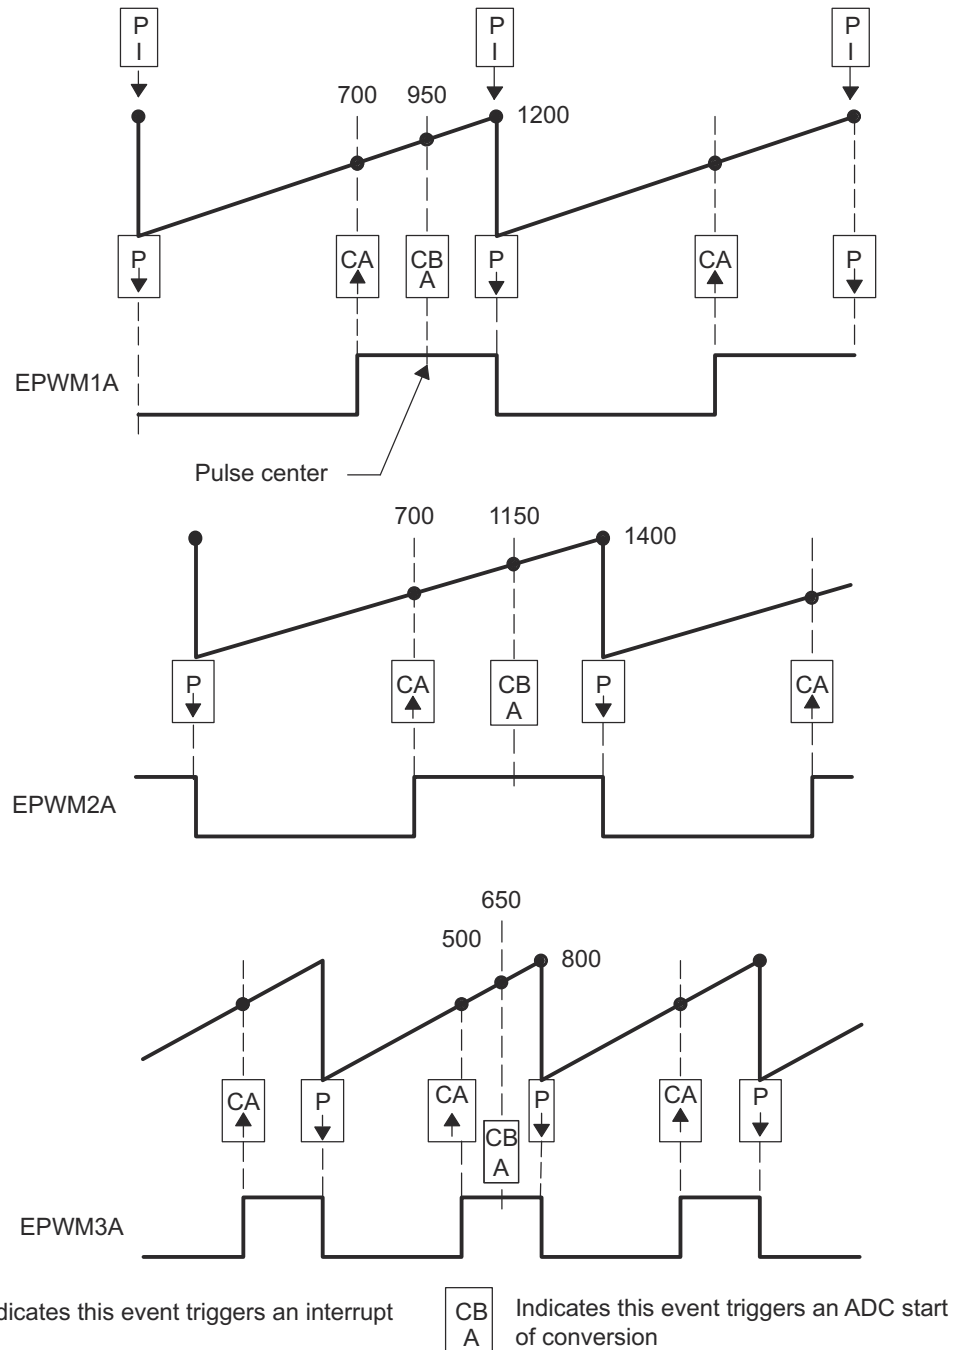 P
I
P
I
P
I
700
950
1200
P
CA
CB
A
P
CA
P
EPWM1A
Pulse center
700
1150
1400
P
CA
CB
A
P
CA
EPWM2A
650
500
800
CA
P
CA
CB
A
P
CA
P
EPWM3A
dicates this event triggers an interrupt
CB
A
Indicates this event triggers an ADC start
of conversion